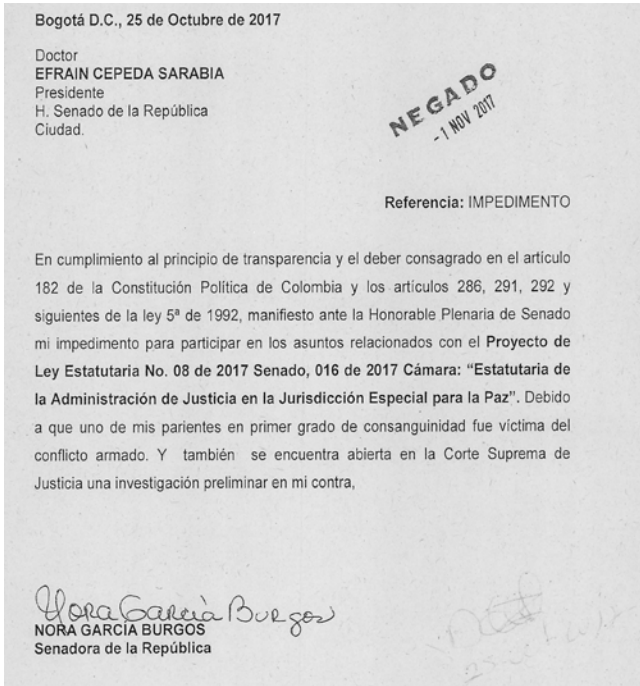 Bogotá D.C., 25 de Octubre de 2017
Doctor
EFRAIN CEPEDA SARABIA
Presidente
H. Senado de la República
Ciudad.
NEGADO
-1 NOV 2017
Referencia: IMPEDIMENTO
En cumplimiento al principio de transparencia y el deber consagrado en el artículo
182 de la Constitución Política de Colombia y los artículos 286, 291, 292 y
siguientes de la ley 5ª de 1992, manifiesto ante la Honorable Plenaria de Senado
mi impedimento para participar en los asuntos relacionados con el Proyecto de
Ley Estatutaria No. 08 de 2017 Senado, 016 de 2017 Cámara: “Estatutaria de
la Administración de Justicia en la Jurisdicción Especial para la Paz”. Debido
a que uno de mis parientes en primer grado de consanguinidad fue víctima del
conflicto armado. Y también se encuentra abierta en la Corte Suprema de
Justicia una investigación preliminar en mi contra,
Nora García Burgos
NORA GARCÍA BURGOS
Senadora de la República